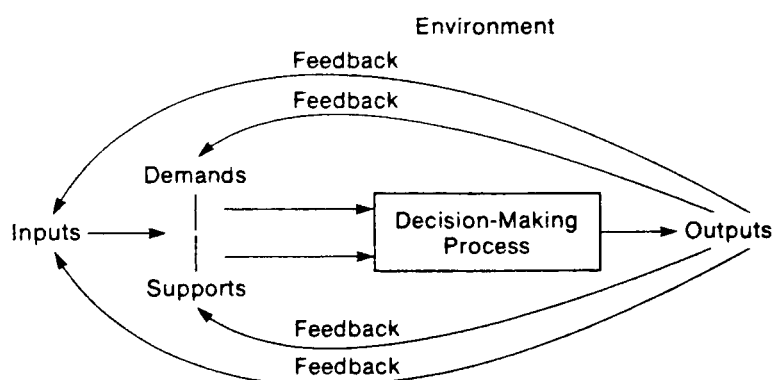 Environment
Feedback
Feedback
Demands
Inputs
Decision-Making
Process
Outputs
Supports
Feedback
Feedback